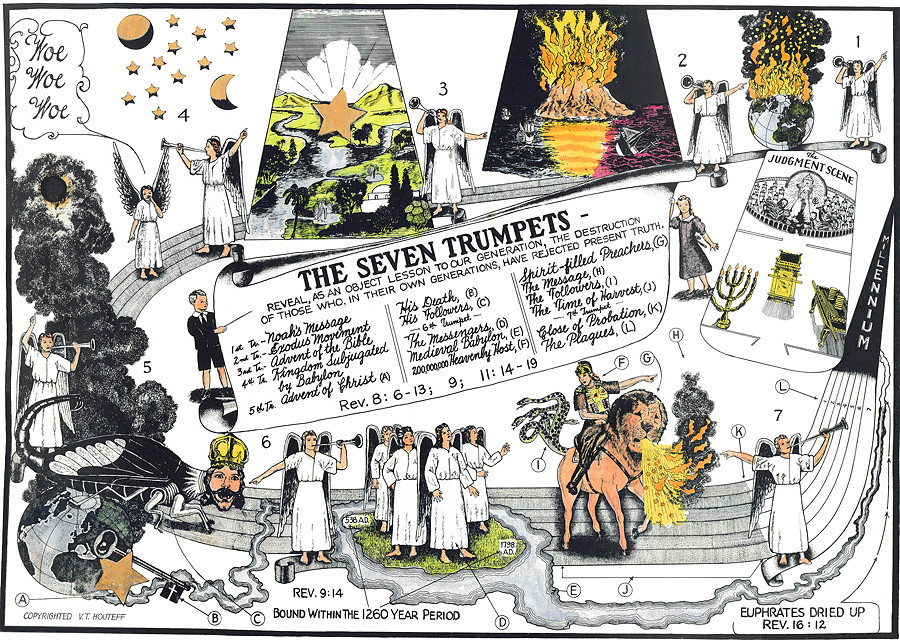 Woe
Woe
Woe
4
3
2
1
The
JUDGMENT SCENE
MILLENNIUM
THE SEVEN TRUMPETS -
REVEAL, AS AN OBJECT LESSON TO OUR GENERATION, THE DESTRUCTION
OF THOSE WHO, IN THEIR OWN GENERATIONS, HAVE REJECTED PRESENT TRUTH.
1st Tr.- Noah's Message
2nd Tr.- Exodus Movement
3rd Tr.- Advent of the Bible
4th Tr. Kingdom Subjugated
by Babylon
5th Tr. Advent of Christ (A)
His Death, (B)
His Followers, (C)
- 6th Trumpet -
The Messengers, (D)
Medieval Babylon, (E)
200,000,000 Heavenly Host, (F)
Spirit-filled Preachers, (G)
The Message, (H)
The Followers, (I)
The Time of Harvest, (J)
- 7th Trumpet -
Close of Probation, (K)
The Plagues, (L)
Rev. 8: 6-13; 9; 11: 14-19
5
6
7
F
G
H
I
L
K
538 A.D.
1798
A.D.
REV. 9:14
BOUND WITHIN THE 1260 YEAR PERIOD
A
B
C
D
E
J
COPYRIGHTED V.T. HOUTEFF
EUPHRATES DRIED UP
REV. 16:12